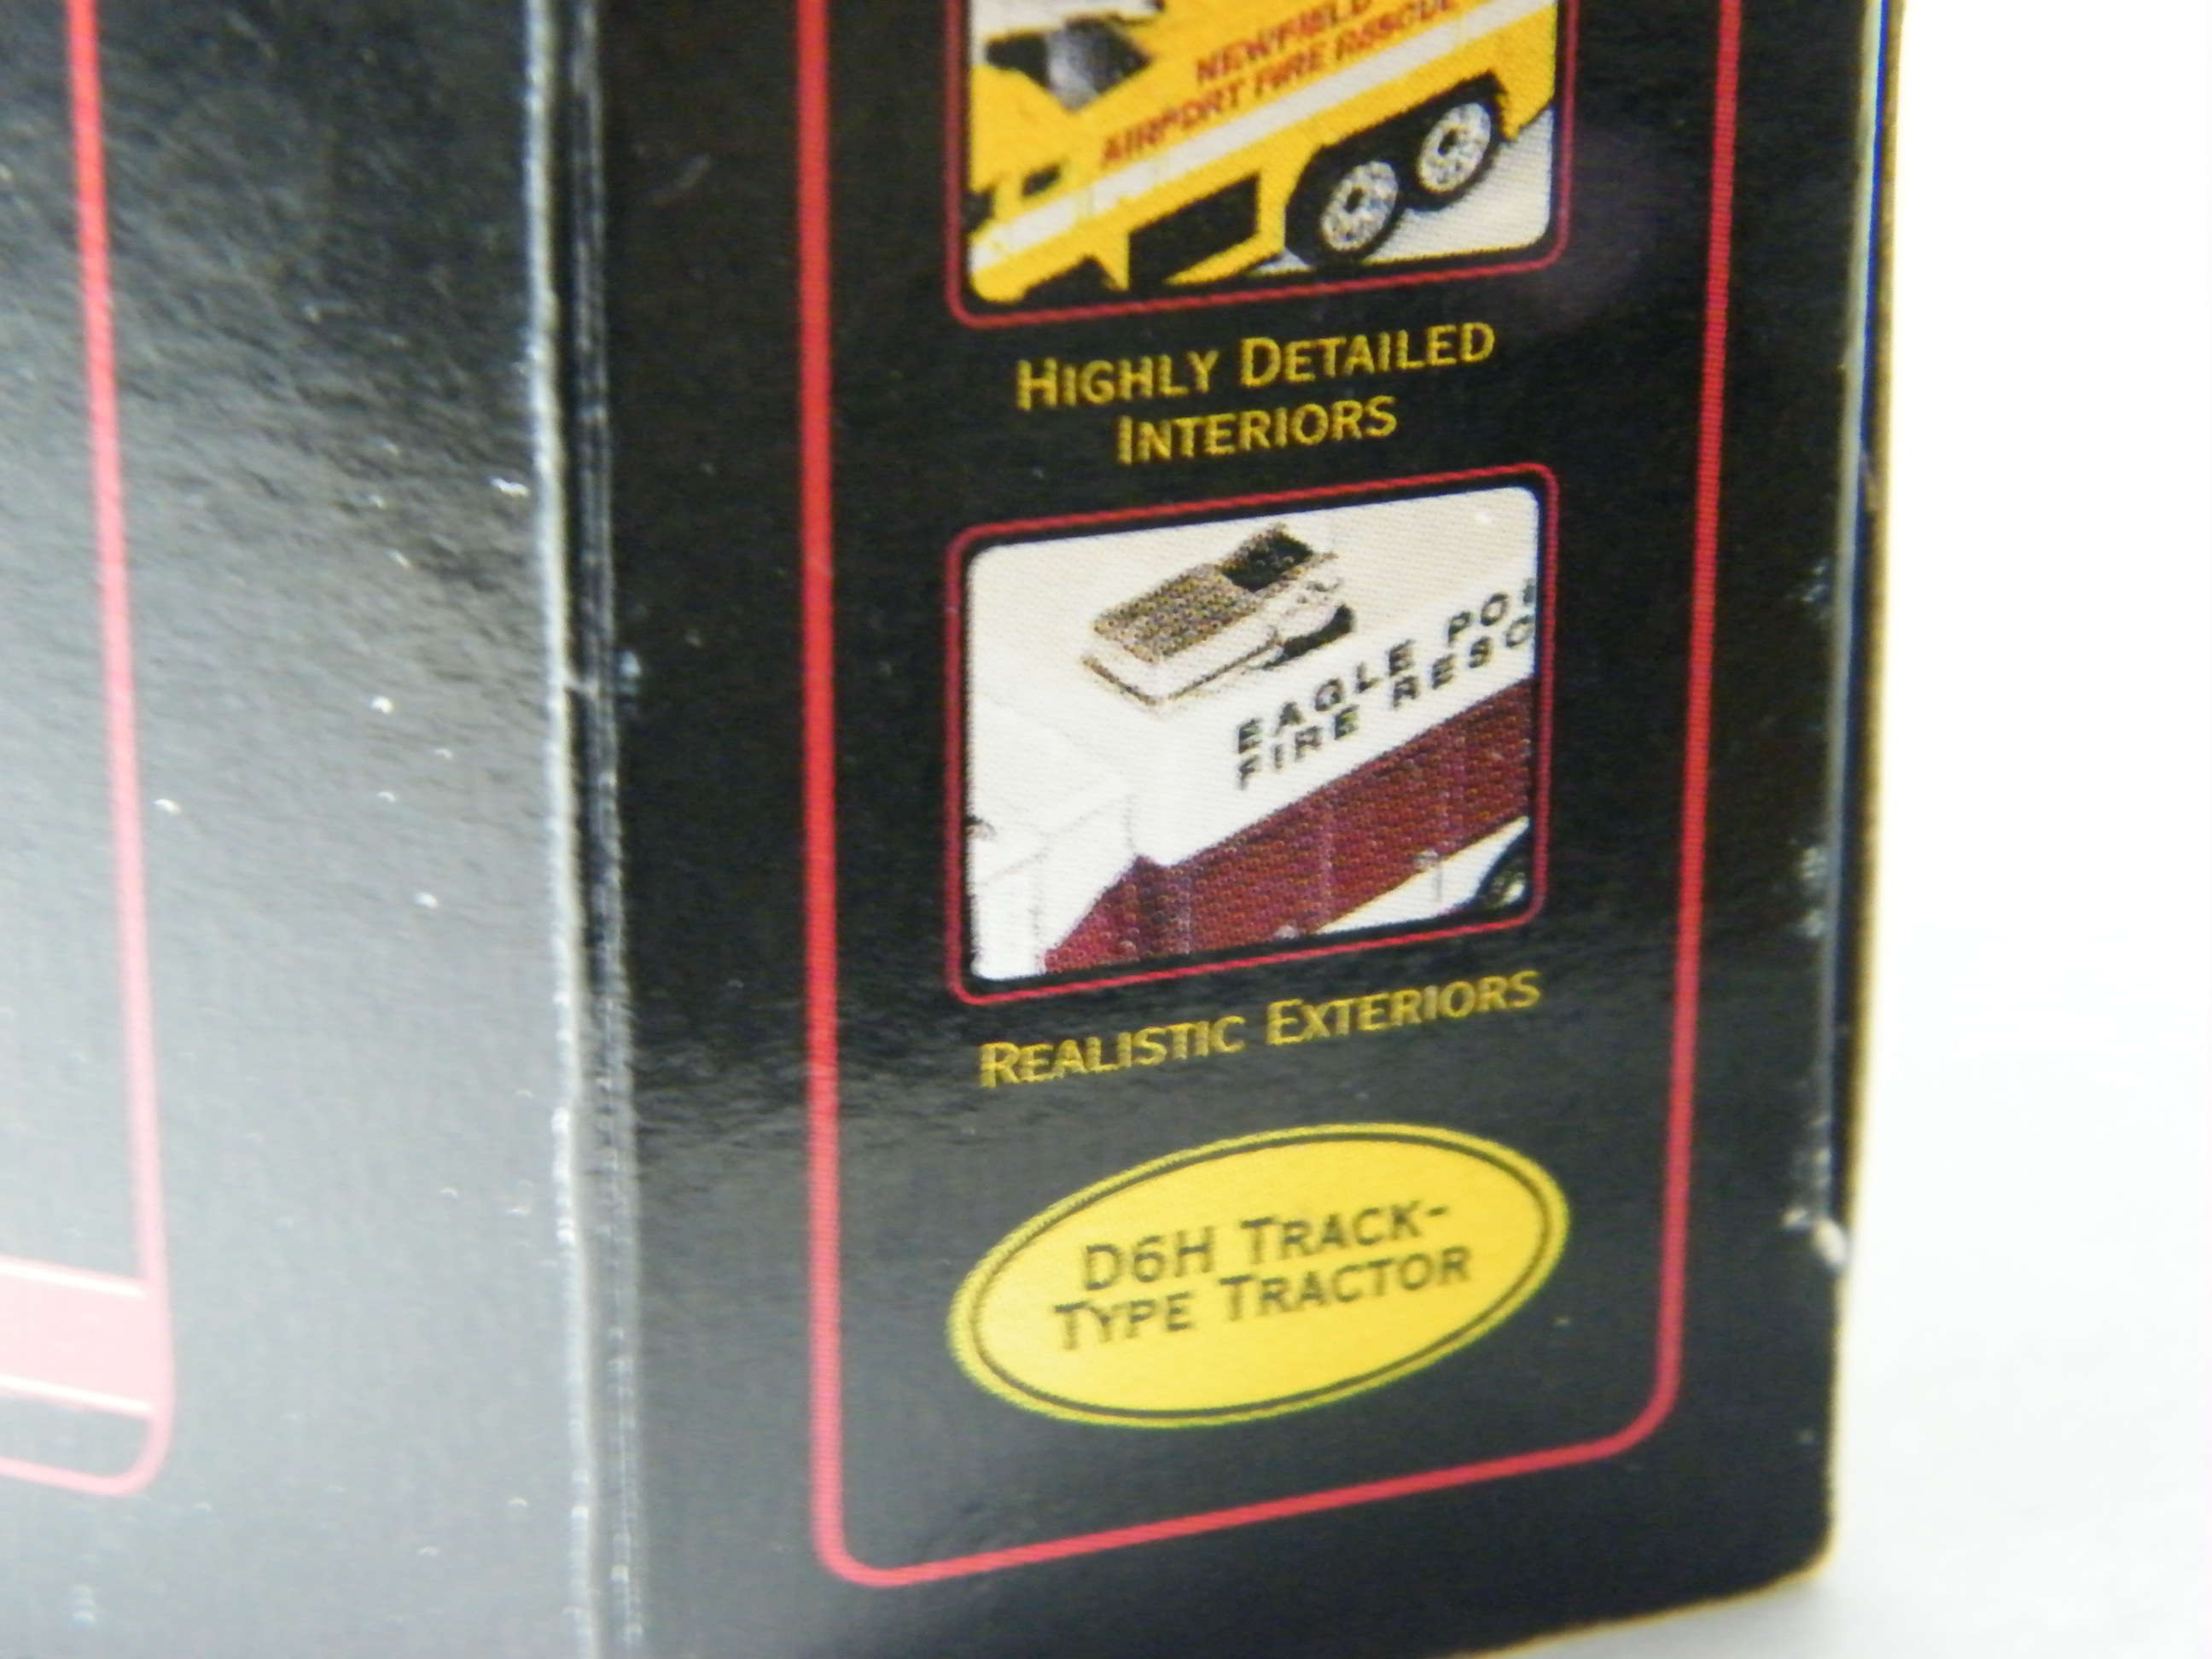 NEWFIELD
AIRPORT FIRE RESCUE
HIGHLY DETAILED
INTERIORS
EAGLE PO
FIRE RESC
REALISTIC EXTERIORS
D6H TRACK-
TYPE TRACTOR